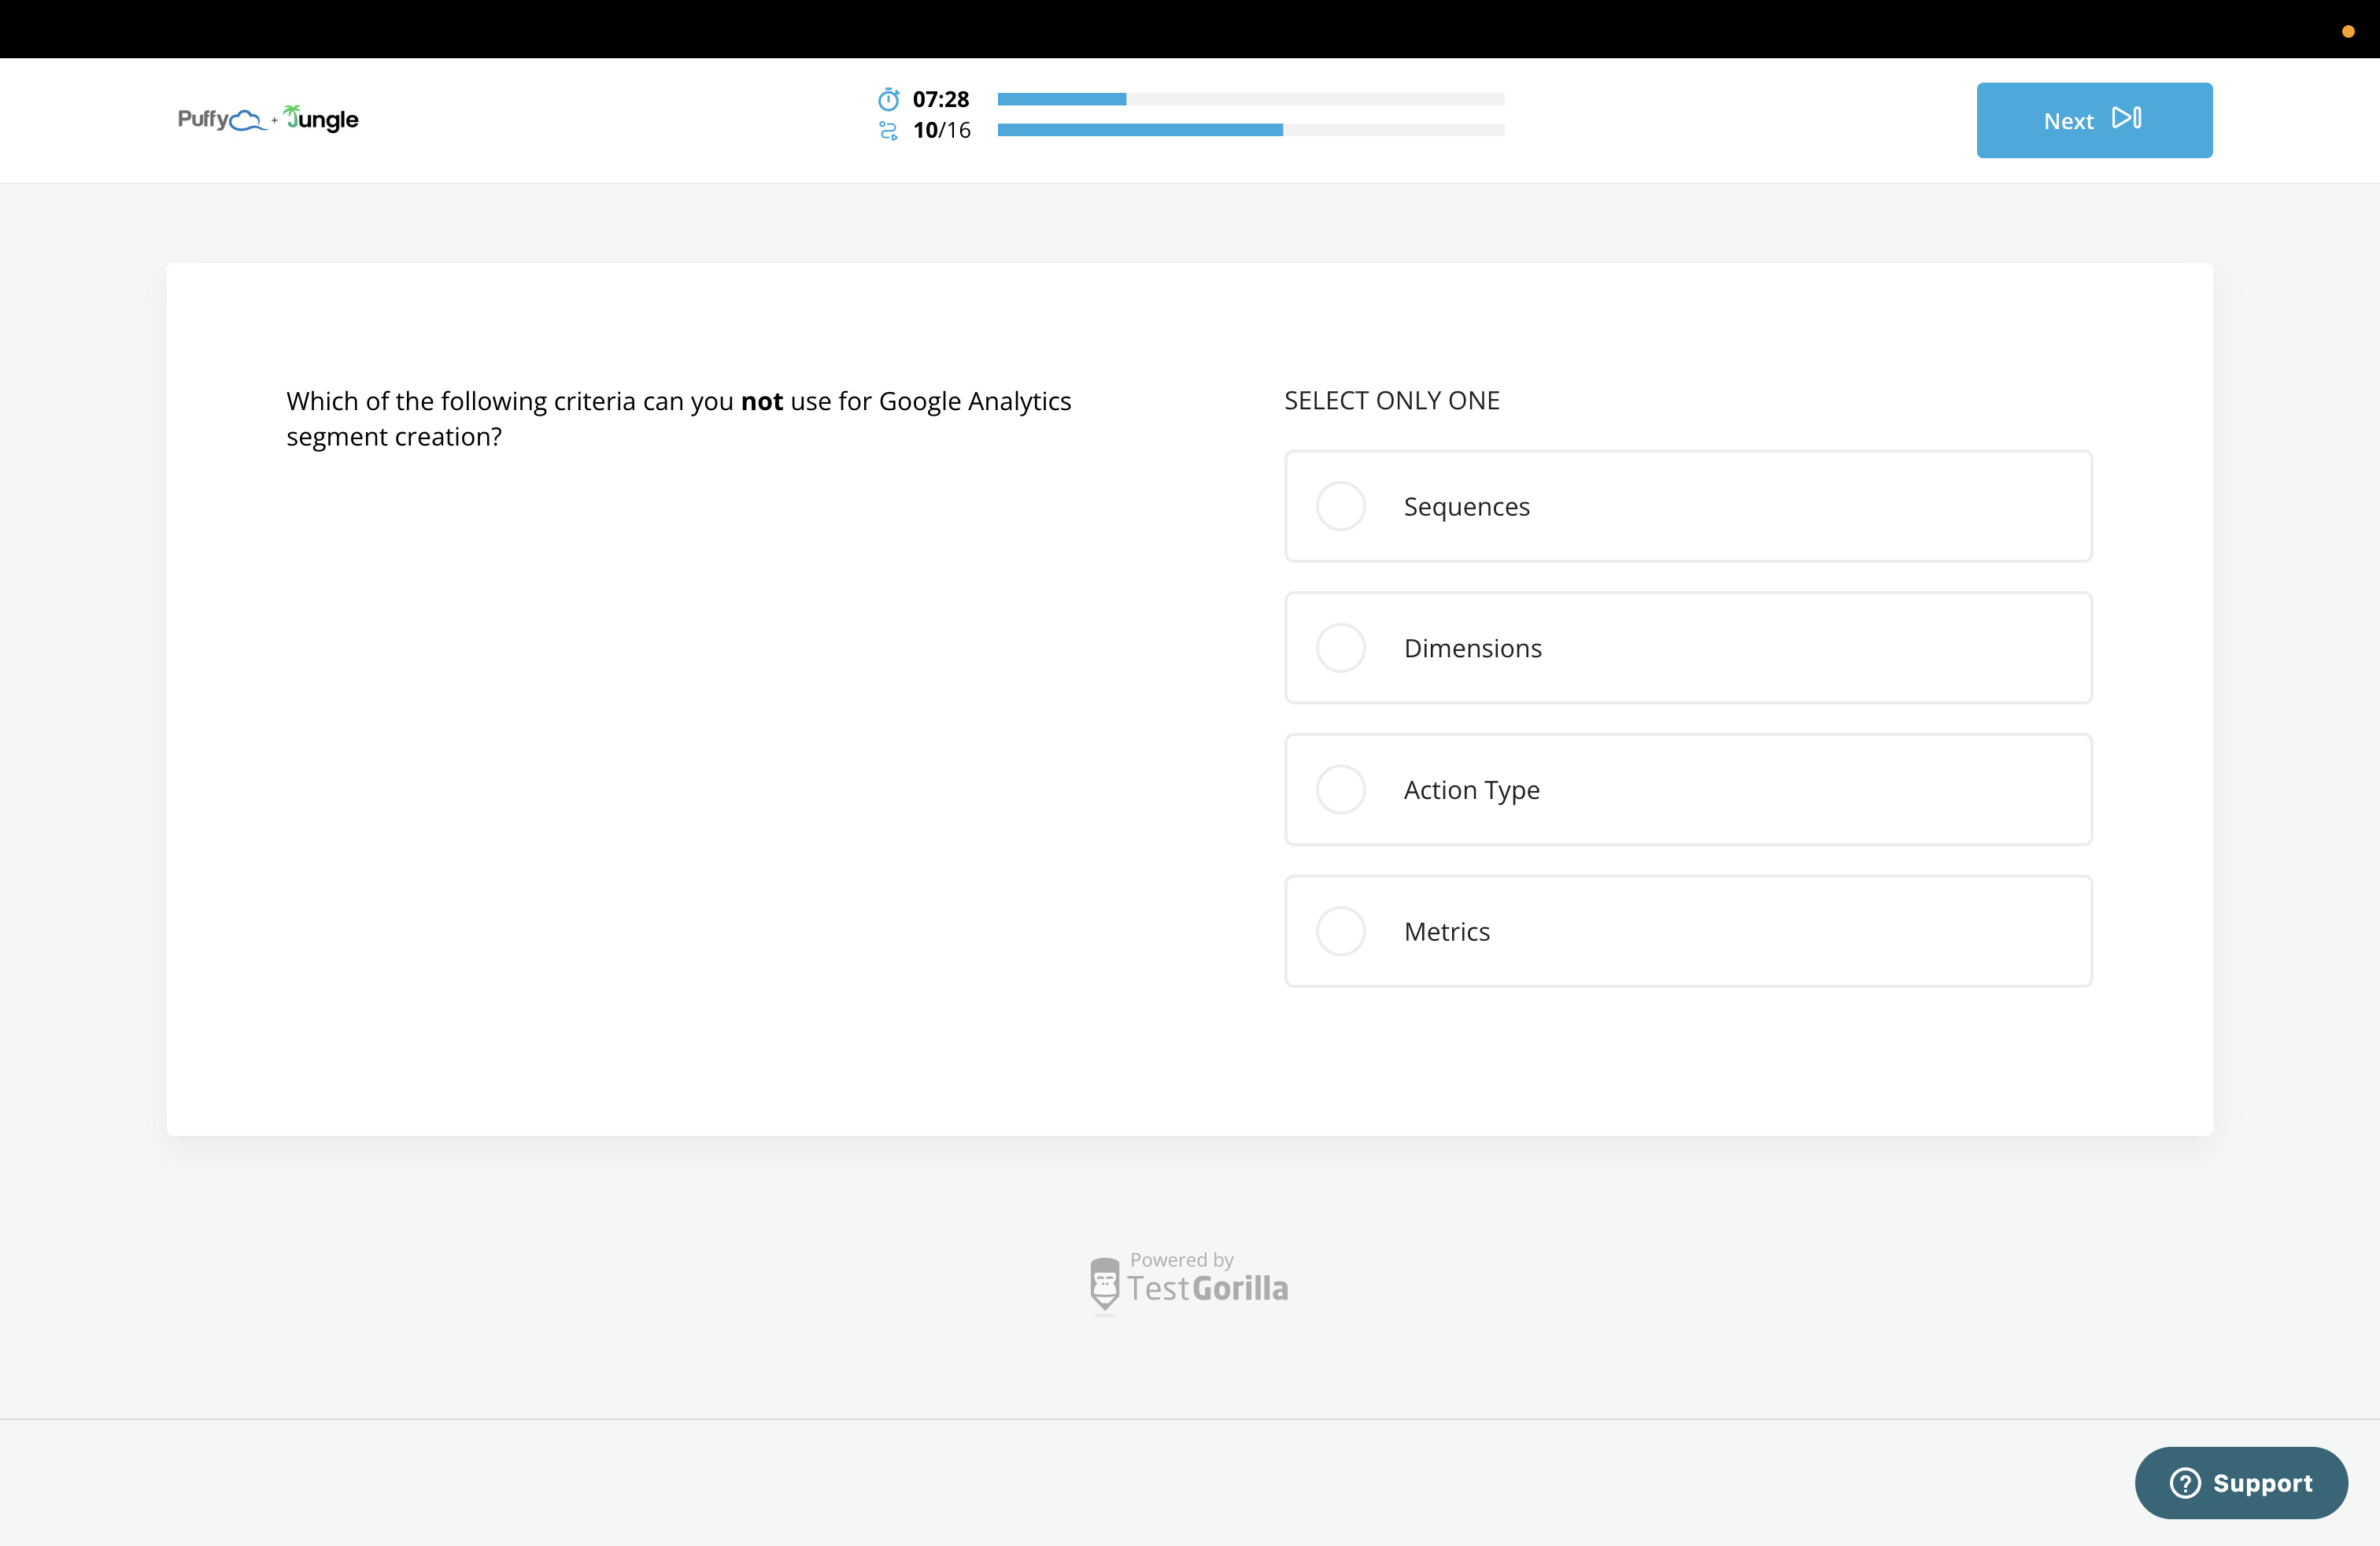 Puffy + Jungle
07:28
10/16
Next
Which of the following criteria can you not use for Google Analytics
segment creation?
SELECT ONLY ONE
Sequences
Dimensions
Action Type
Metrics
Powered by
TestGorilla
? Support